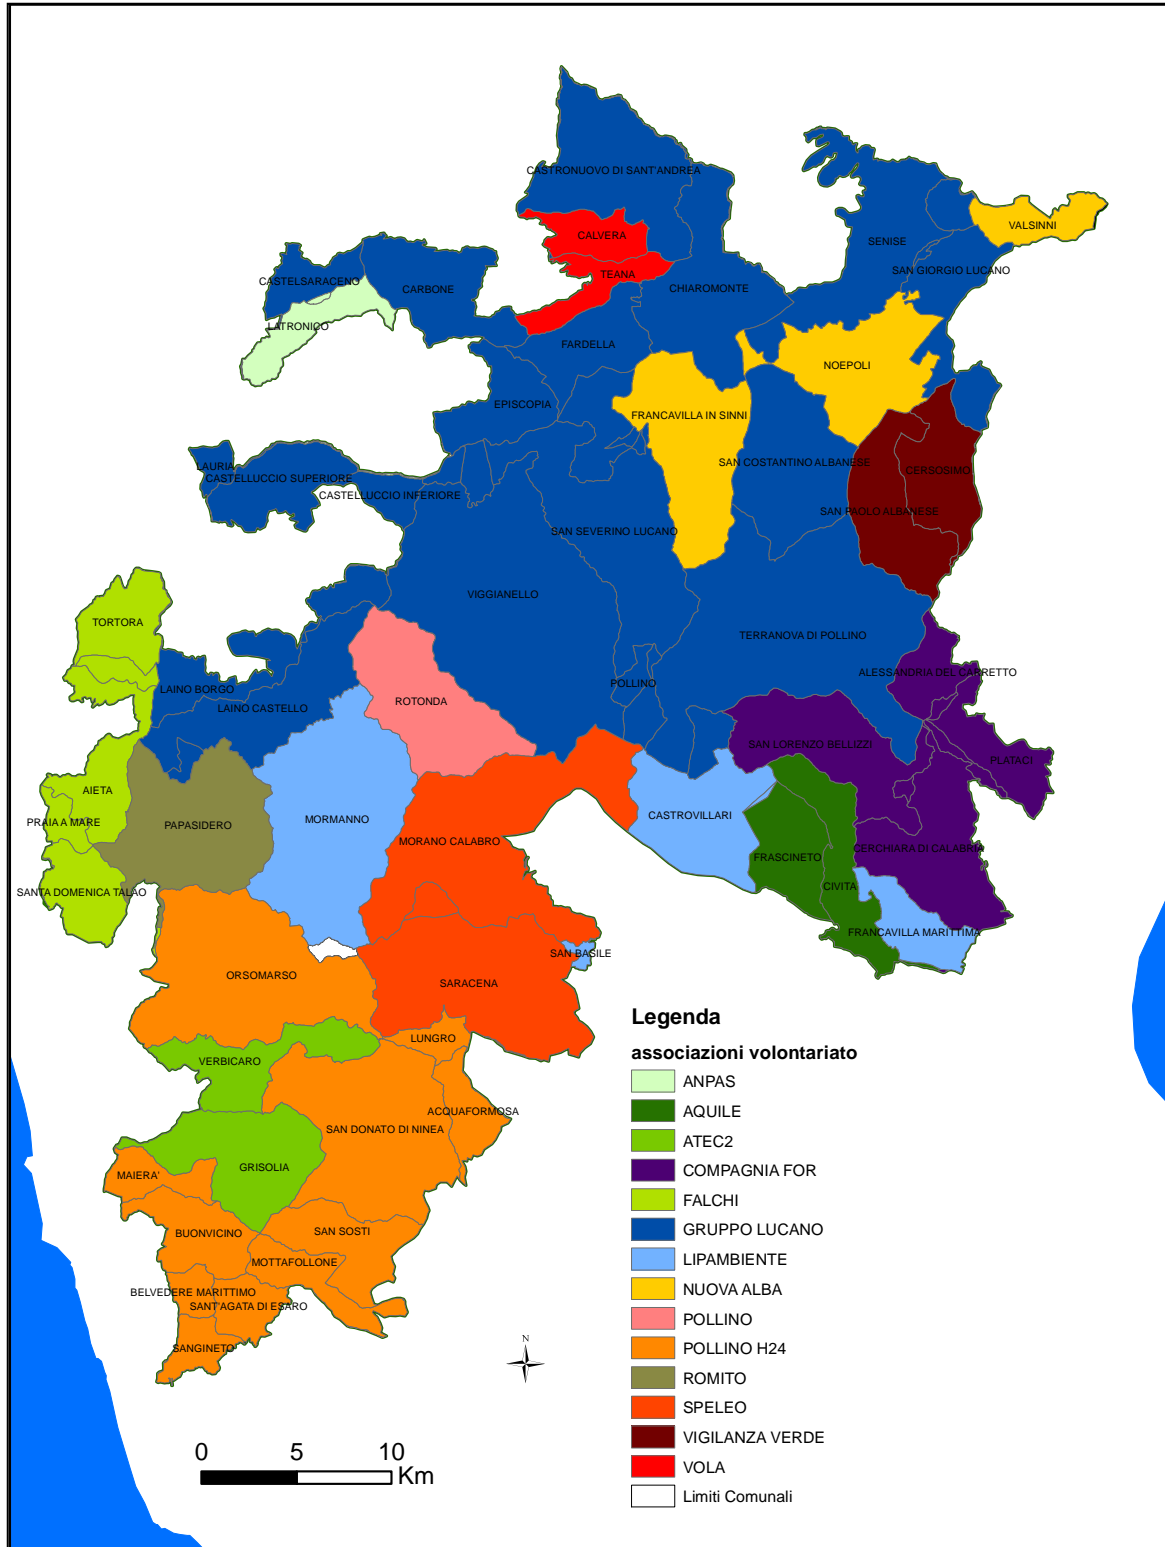 CASTRONUOVO DI SANT'ANDREA
VALSINNI
CALVERA
SENISE
SAN GIORGIO LUCANO
TEANA
CASTELSARACENO
CARBONE
CHIAROMONTE
LATRONICO
FARDELLA
NOEPOLI
EPISCOPIA
FRANCAVILLA IN SINNI
SAN COSTANTINO ALBANESE
CERSOSIMO
LAURIA
CASTELLUCCIO SUPERIORE
CASTELLUCCIO INFERIORE
SAN PAOLO ALBANESE
SAN SEVERINO LUCANO
VIGGIANELLO
TORTORA
TERRANOVA DI POLLINO
ALESSANDRIA DEL CARRETTO
LAINO BORGO
POLLINO
ROTONDA
LAINO CASTELLO
SAN LORENZO BELLIZZI
PLATACI
AIETA
PRAIA A MARE
PAPASIDERO
MORMANNO
CASTROVILLARI
MORANO CALABRO
CERCHIARA DI CALABRIA
FRASCINETO
CIVITA
SANTA DOMENICA TALAO
FRANCAVILLA MARITTIMA
SAN BASILE
ORSOMARSO
SARACENA
LUNGRO
VERBICARO
ACQUAFORMOSA
SAN DONATO DI NINEA
GRISOLIA
MAIERA'
BUONVICINO
SAN SOSTI
MOTTAFOLLONE
BELVEDERE MARITTIMO
SANT'AGATA DI ESARO
SANGINETO
N
0 5 10
Km
Legenda
associazioni volontariato
ANPAS
AQUILE
ATEC2
COMPAGNIA FOR
FALCHI
GRUPPO LUCANO
LIPAMBIENTE
NUOVA ALBA
POLLINO
POLLINO H24
ROMITO
SPELEO
VIGILANZA VERDE
VOLA
Limiti Comunali